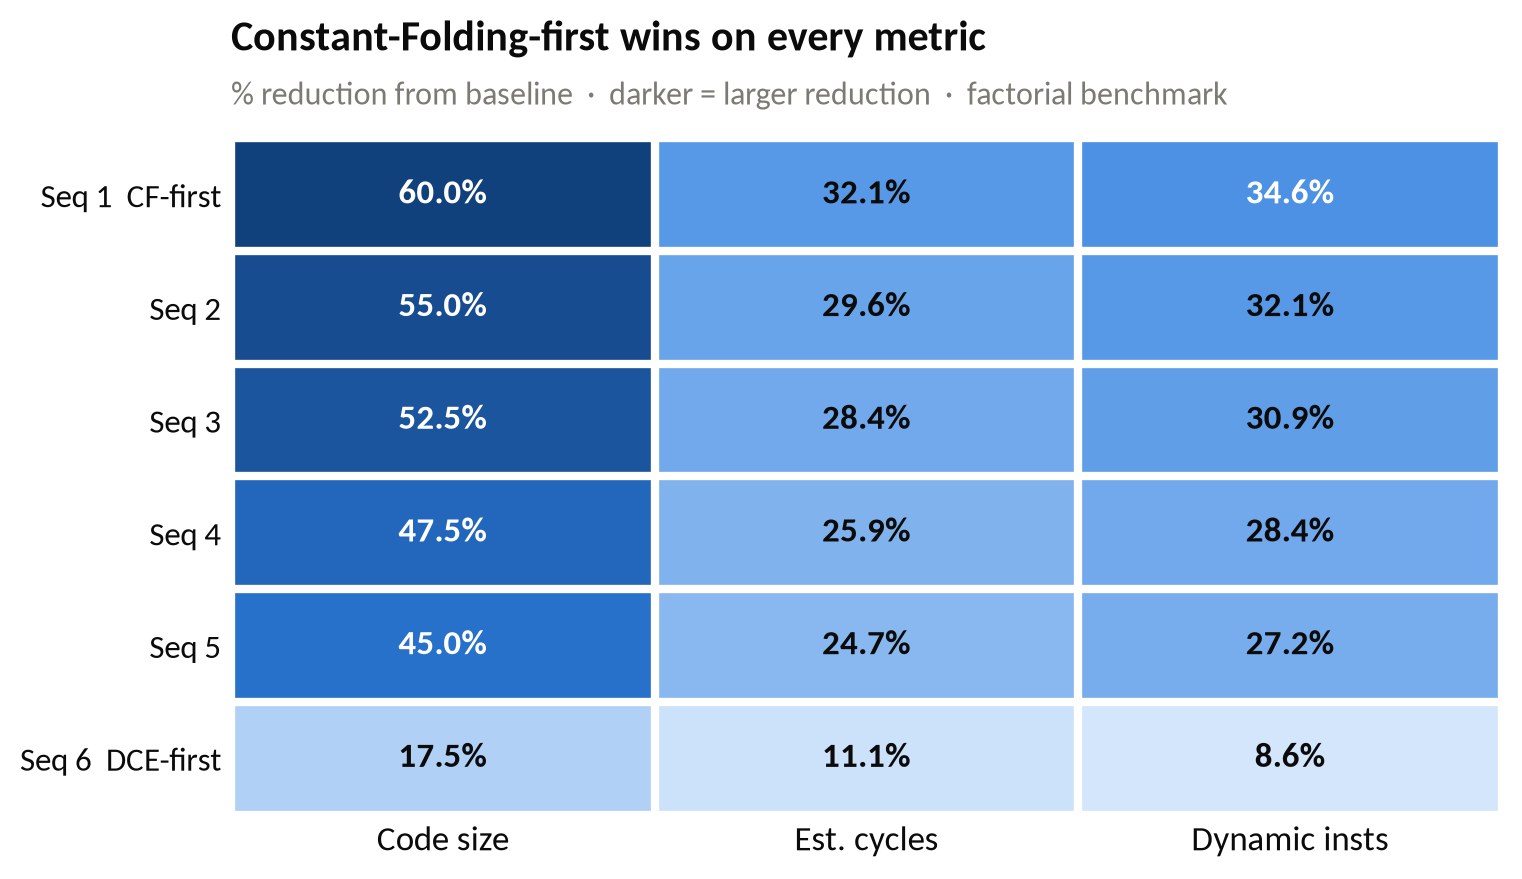 Constant-Folding-first wins on every metric
% reduction from baseline · darker = larger reduction · factorial benchmark
Seq 1 CF-first 60.0% 32.1% 34.6%
Seq 2 55.0% 29.6% 32.1%
Seq 3 52.5% 28.4% 30.9%
Seq 4 47.5% 25.9% 28.4%
Seq 5 45.0% 24.7% 27.2%
Seq 6 DCE-first 17.5% 11.1% 8.6%
Code size Est. cycles Dynamic insts